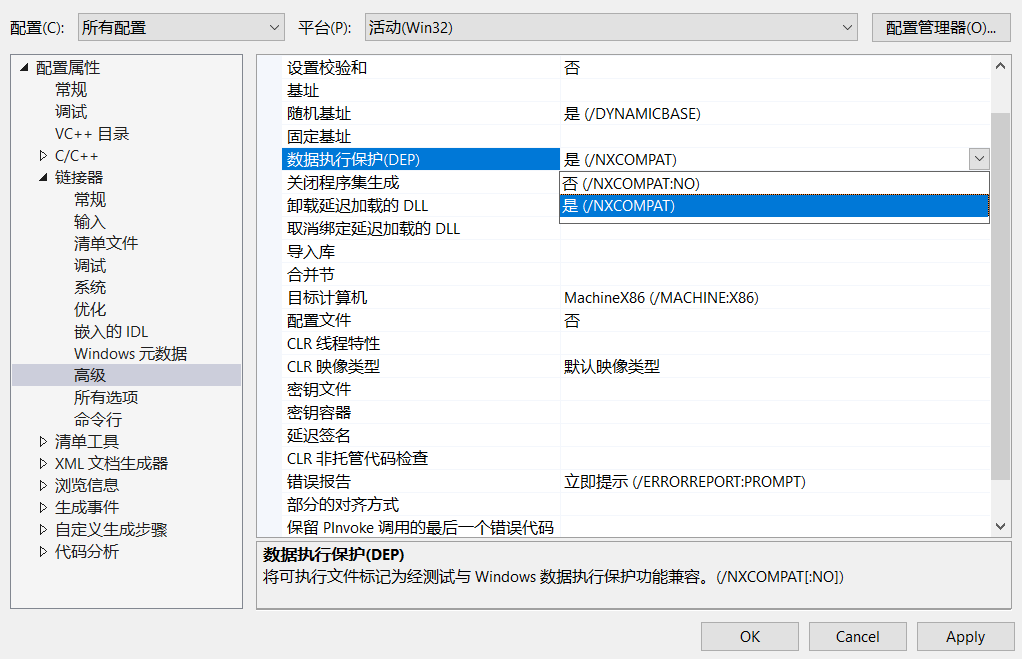 配置(C): 所有配置 平台(P): 活动(Win32) 配置管理器(O)...
配置属性
常规
调试
VC++ 目录
C/C++
链接器
常规
输入
清单文件
调试
系统
优化
嵌入的 IDL
Windows 元数据
高级
所有选项
命令行
清单工具
XML 文档生成器
浏览信息
生成事件
自定义生成步骤
代码分析
设置校验和 否
基址
随机基址 是 (/DYNAMICBASE)
固定基址
数据执行保护(DEP) 是 (/NXCOMPAT)
关闭程序集生成 否 (/NXCOMPAT:NO)
卸载延迟加载的 DLL 是 (/NXCOMPAT)
取消绑定延迟加载的 DLL
导入库
合并节
目标计算机 MachineX86 (/MACHINE:X86)
配置文件 否
CLR 线程特性
CLR 映像类型 默认映像类型
密钥文件
密钥容器
延迟签名
CLR 非托管代码检查
错误报告 立即提示 (/ERRORREPORT:PROMPT)
部分的对齐方式
保留 PInvoke 调用的最后一个错误代码
数据执行保护(DEP)
将可执行文件标记为经测试与 Windows 数据执行保护功能兼容。(/NXCOMPAT[:NO])
OK Cancel Apply